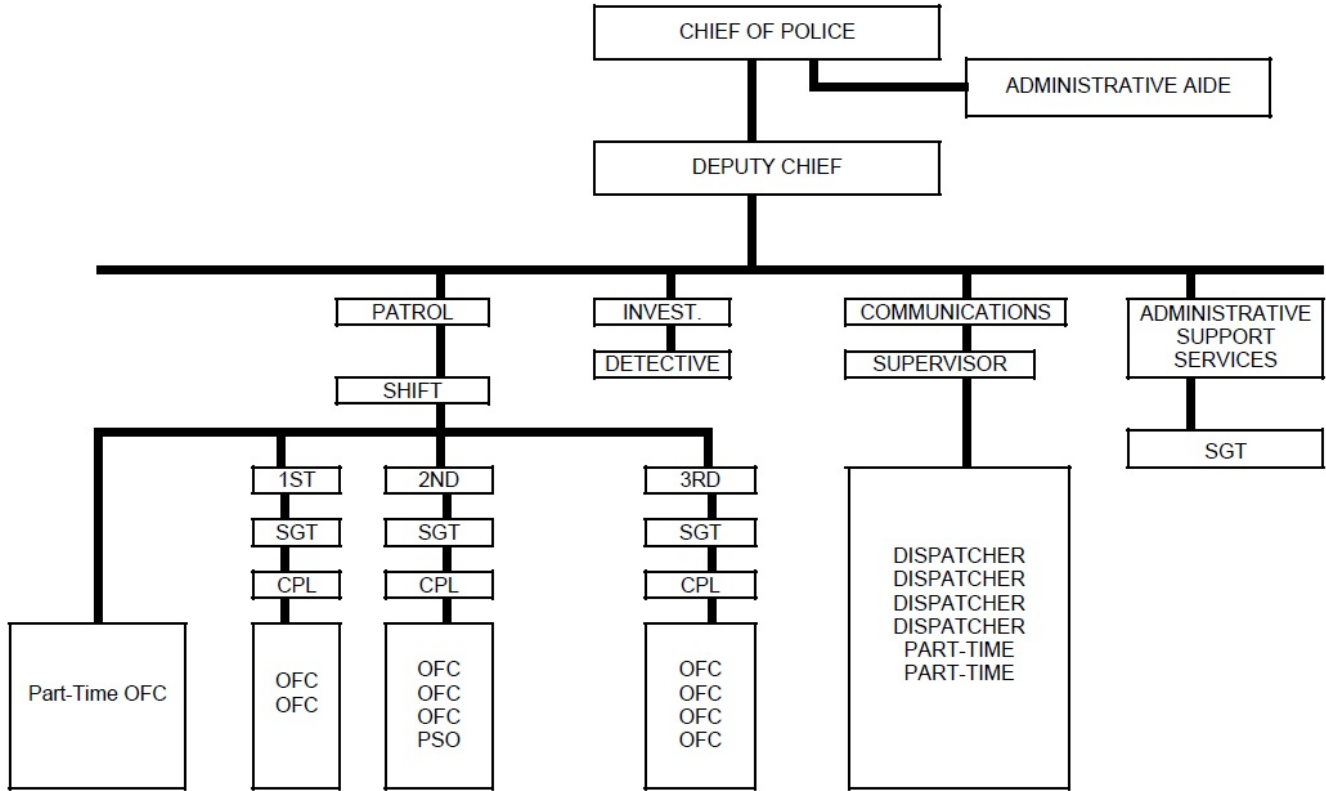 CHIEF OF POLICE
ADMINISTRATIVE AIDE
DEPUTY CHIEF
PATROL
INVEST.
COMMUNICATIONS
ADMINISTRATIVE
SUPPORT
SERVICES
DETECTIVE
SUPERVISOR
SHIFT
SGT
1ST
2ND
3RD
SGT
SGT
SGT
CPL
CPL
CPL
Part-Time OFC
OFC
OFC
OFC
OFC
OFC
PSO
OFC
OFC
OFC
OFC
DISPATCHER
DISPATCHER
DISPATCHER
DISPATCHER
PART-TIME
PART-TIME